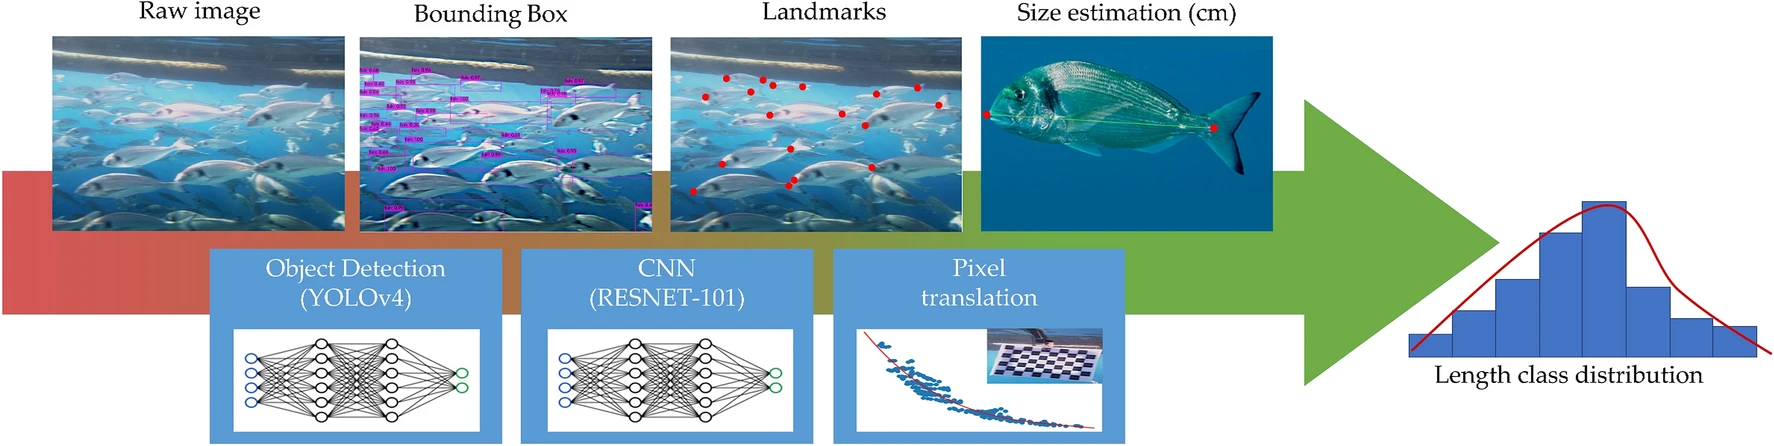 Raw image
Bounding Box
Landmarks
Size estimation (cm)
Object Detection
(YOLOv4)
CNN
(RESNET-101)
Pixel
translation
Length class distribution